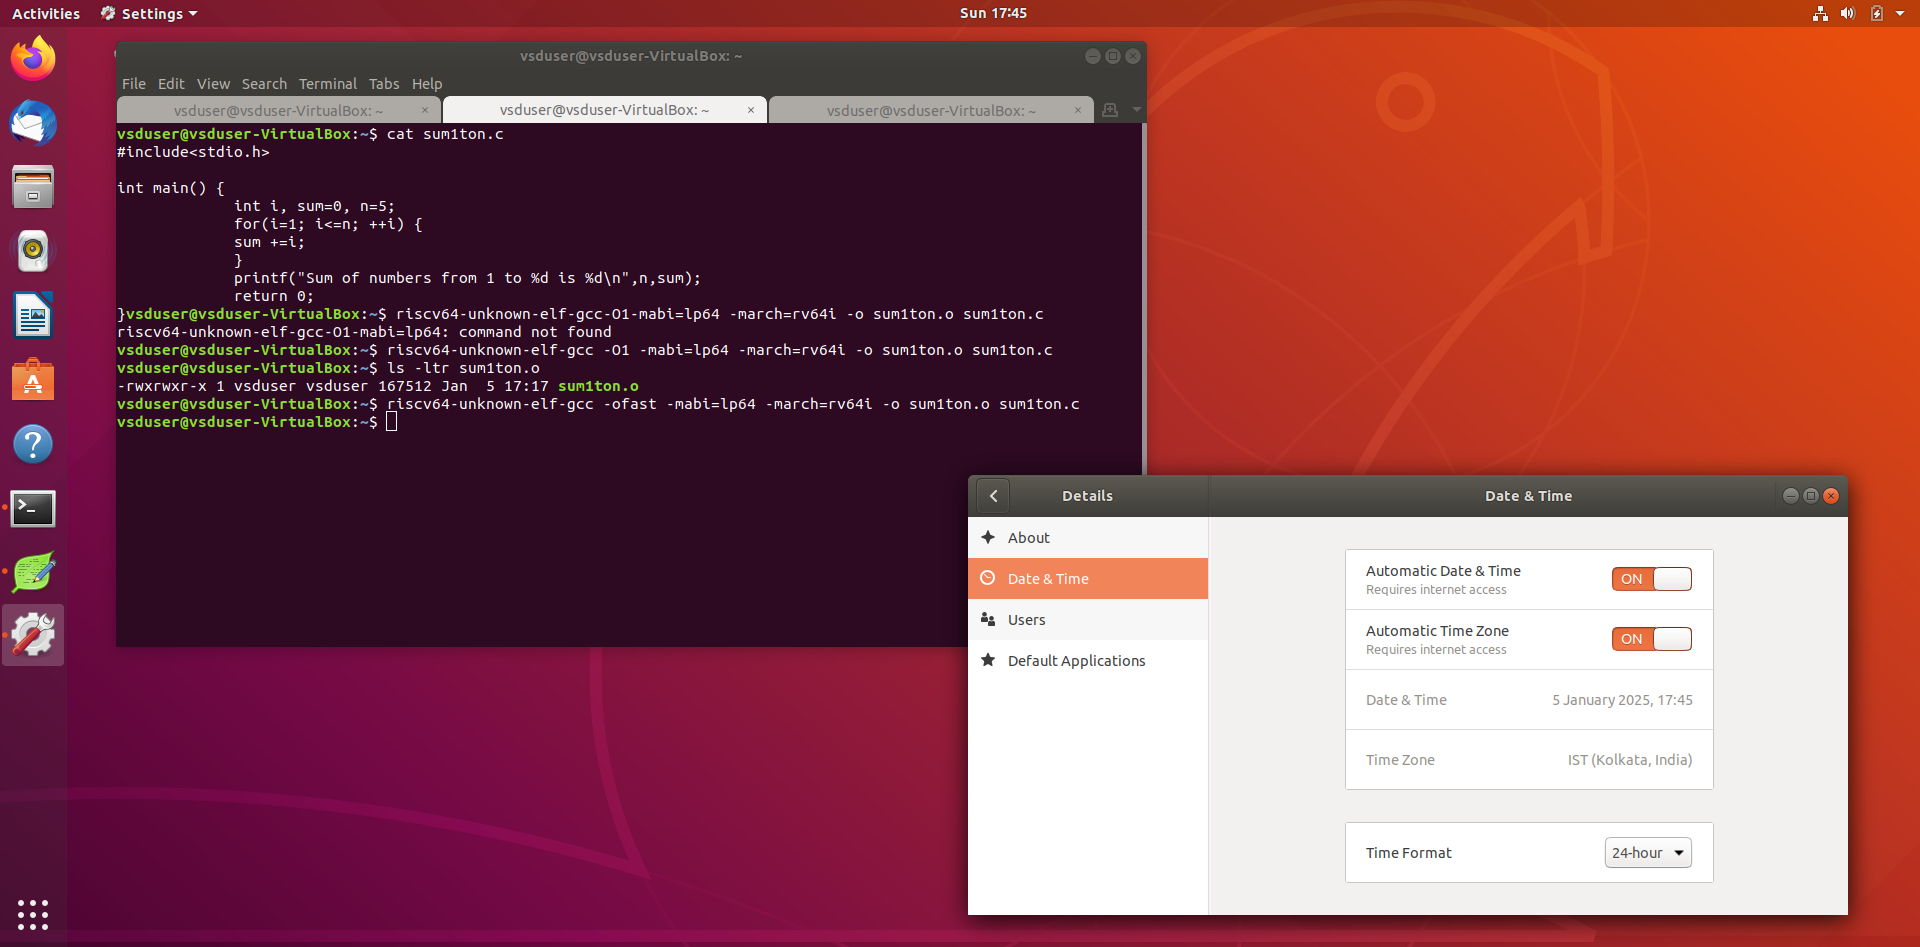 Activities Settings Sun 17:45
vsduser@vsduser-VirtualBox: ~
File Edit View Search Terminal Tabs Help
vsduser@vsduser-VirtualBox: ~ × vsduser@vsduser-VirtualBox: ~ × vsduser@vsduser-VirtualBox: ~ ×
vsduser@vsduser-VirtualBox:~$ cat sum1ton.c
#include<stdio.h>
int main() {
int i, sum=0, n=5;
for(i=1; i<=n; ++i) {
sum +=i;
}
printf("Sum of numbers from 1 to %d is %d\n",n,sum);
return 0;
}vsduser@vsduser-VirtualBox:~$ riscv64-unknown-elf-gcc-O1-mabi=lp64 -march=rv64i -o sum1ton.o sum1ton.c
riscv64-unknown-elf-gcc-O1-mabi=lp64: command not found
vsduser@vsduser-VirtualBox:~$ riscv64-unknown-elf-gcc -O1 -mabi=lp64 -march=rv64i -o sum1ton.o sum1ton.c
vsduser@vsduser-VirtualBox:~$ ls -ltr sum1ton.o
-rwxrwxr-x 1 vsduser vsduser 167512 Jan  5 17:17 sum1ton.o
vsduser@vsduser-VirtualBox:~$ riscv64-unknown-elf-gcc -ofast -mabi=lp64 -march=rv64i -o sum1ton.o sum1ton.c
vsduser@vsduser-VirtualBox:~$
Details
About
Date & Time
Users
Default Applications
Date & Time
Automatic Date & Time ON
Requires internet access
Automatic Time Zone ON
Requires internet access
Date & Time 5 January 2025, 17:45
Time Zone IST (Kolkata, India)
Time Format 24-hour